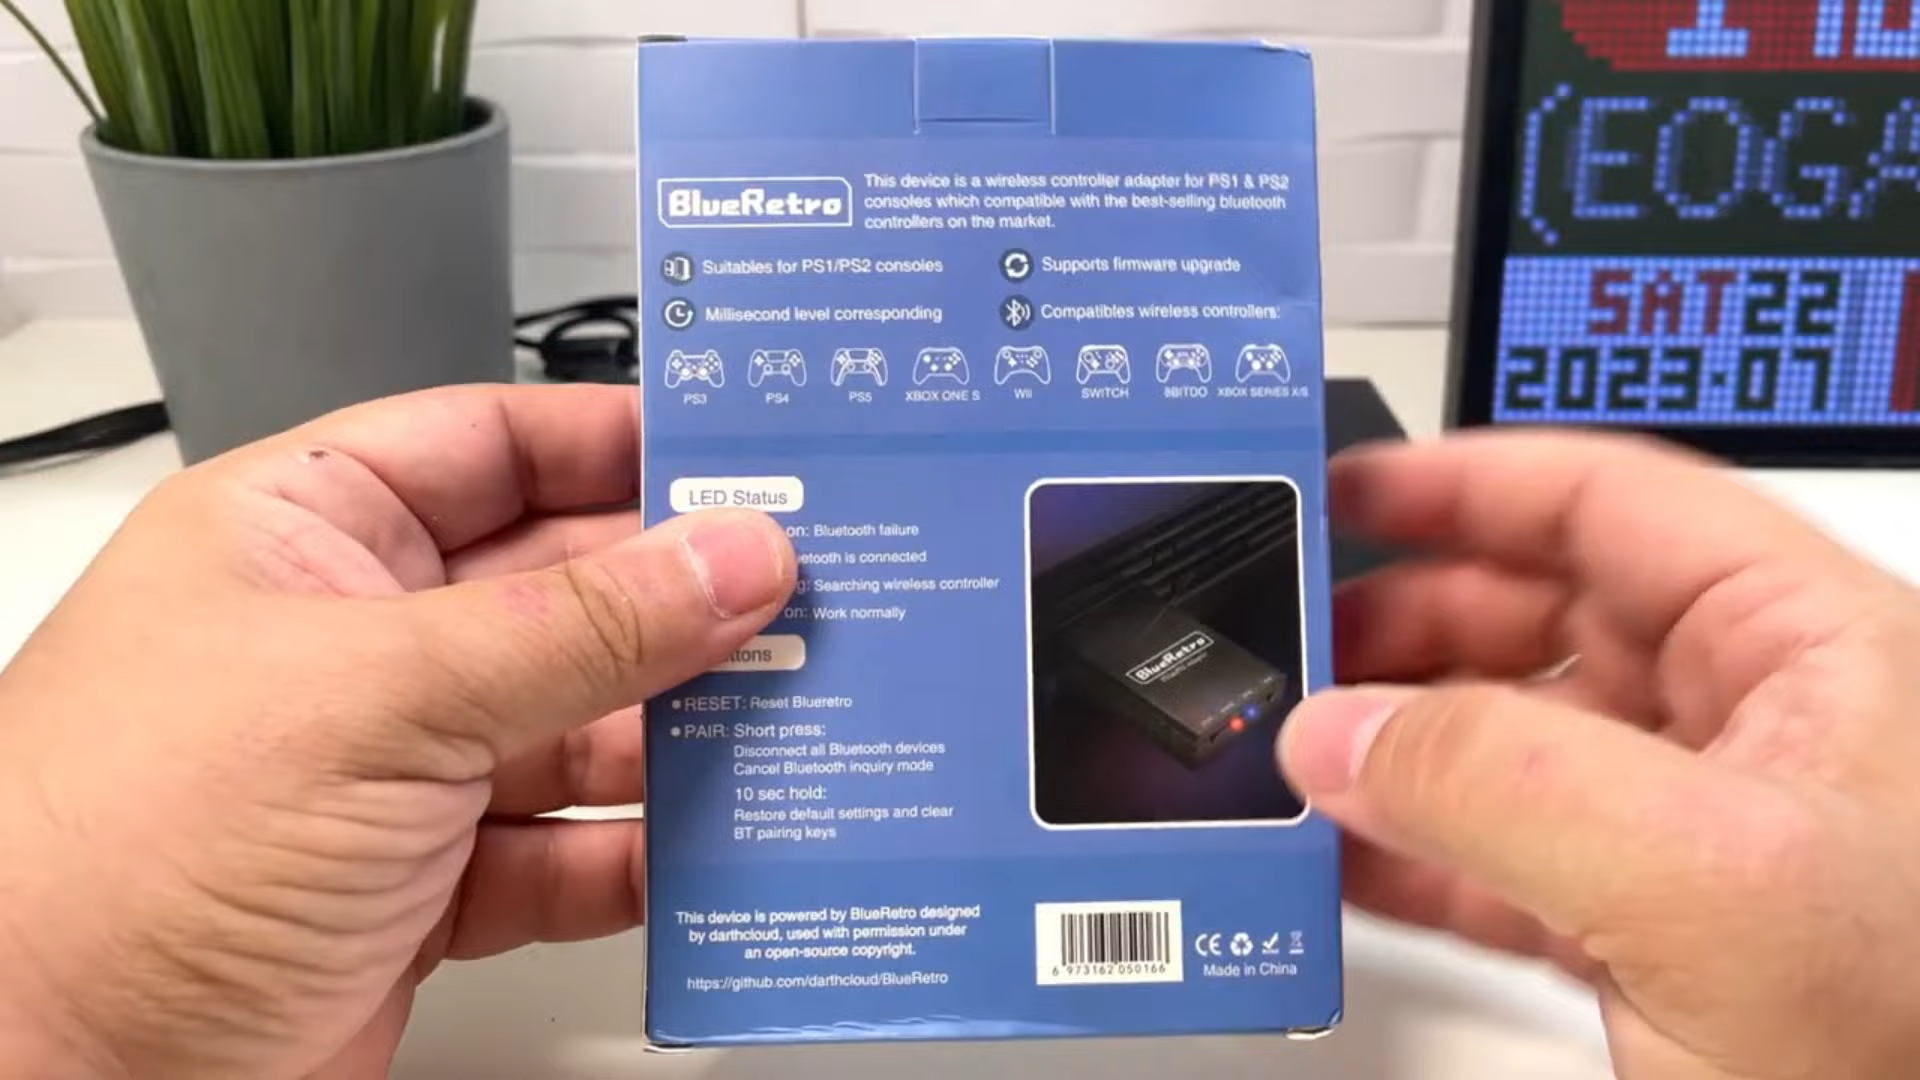 BlueRetro
This device is a wireless controller adapter for PS1 & PS2
consoles which compatible with the best-selling bluetooth
controllers on the market.
Suitables for PS1/PS2 consoles
Supports firmware upgrade
Millisecond level corresponding
Compatibles wireless controllers:
PS3
PS4
PS5
XBOX ONE S
Wii
SWITCH
8BITDO
XBOX SERIES X/S
LED Status
on: Bluetooth failure
etooth is connected
g: Searching wireless controller
on: Work normally
ttons
RESET: Reset Blueretro
PAIR: Short press:
Disconnect all Bluetooth devices
Cancel Bluetooth inquiry mode
10 sec hold:
Restore default settings and clear
BT pairing keys
BlueRetro
This device is powered by BlueRetro designed
by darthcloud, used with permission under
an open-source copyright.
https://github.com/darthcloud/BlueRetro
6 973162 050166
CE
Made in China
(EOGA
SAT22
2023·07